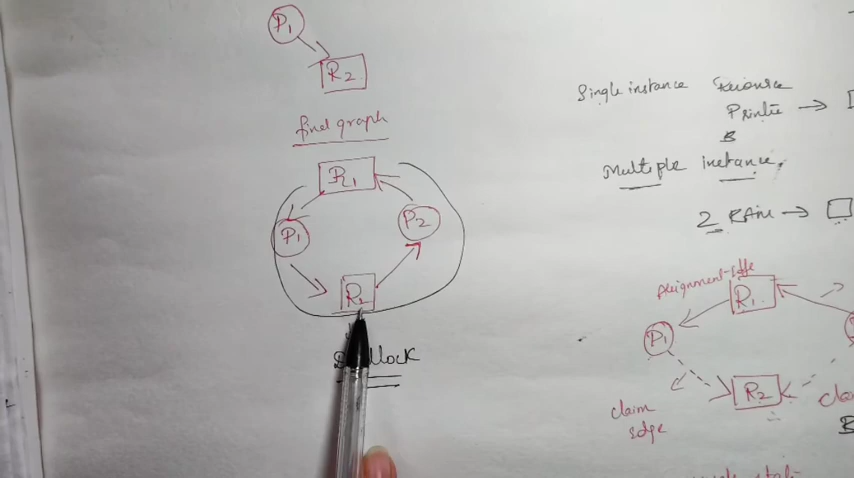 P1
R2
final graph
R1
P1
P2
R2
Single instance
Printer →
Multiple instance,
2 RAM →
Assignment
R1
P1
R2
claim
edge